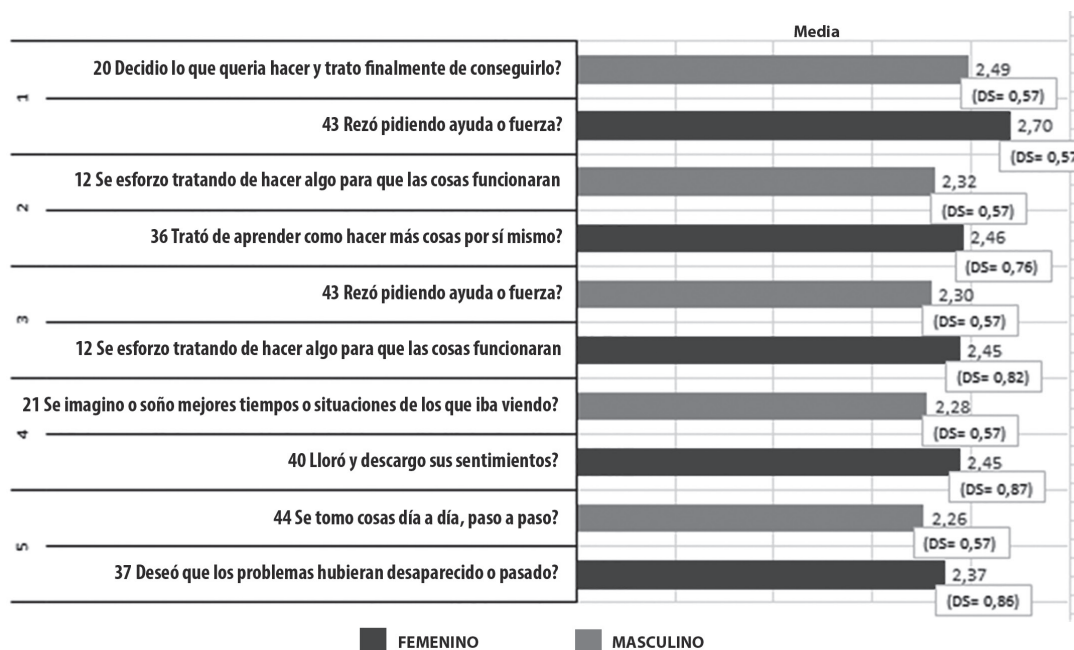 Media
20 Decidio lo que queria hacer y trato finalmente de conseguirlo?
2,49
(DS= 0,57)
1
43 Rezó pidiendo ayuda o fuerza?
2,70
(DS= 0,57
12 Se esforzo tratando de hacer algo para que las cosas funcionaran
2,32
(DS= 0,57)
2
36 Trató de aprender como hacer más cosas por sí mismo?
2,46
(DS= 0,76)
43 Rezó pidiendo ayuda o fuerza?
2,30
(DS= 0,57)
3
12 Se esforzo tratando de hacer algo para que las cosas funcionaran
2,45
(DS= 0,82)
21 Se imagino o soño mejores tiempos o situaciones de los que iba viendo?
2,28
(DS= 0,57)
4
40 Lloró y descargo sus sentimientos?
2,45
(DS= 0,87)
44 Se tomo cosas día a día, paso a paso?
2,26
(DS= 0,57)
5
37 Deseó que los problemas hubieran desaparecido o pasado?
2,37
(DS= 0,86)
FEMENINO
MASCULINO